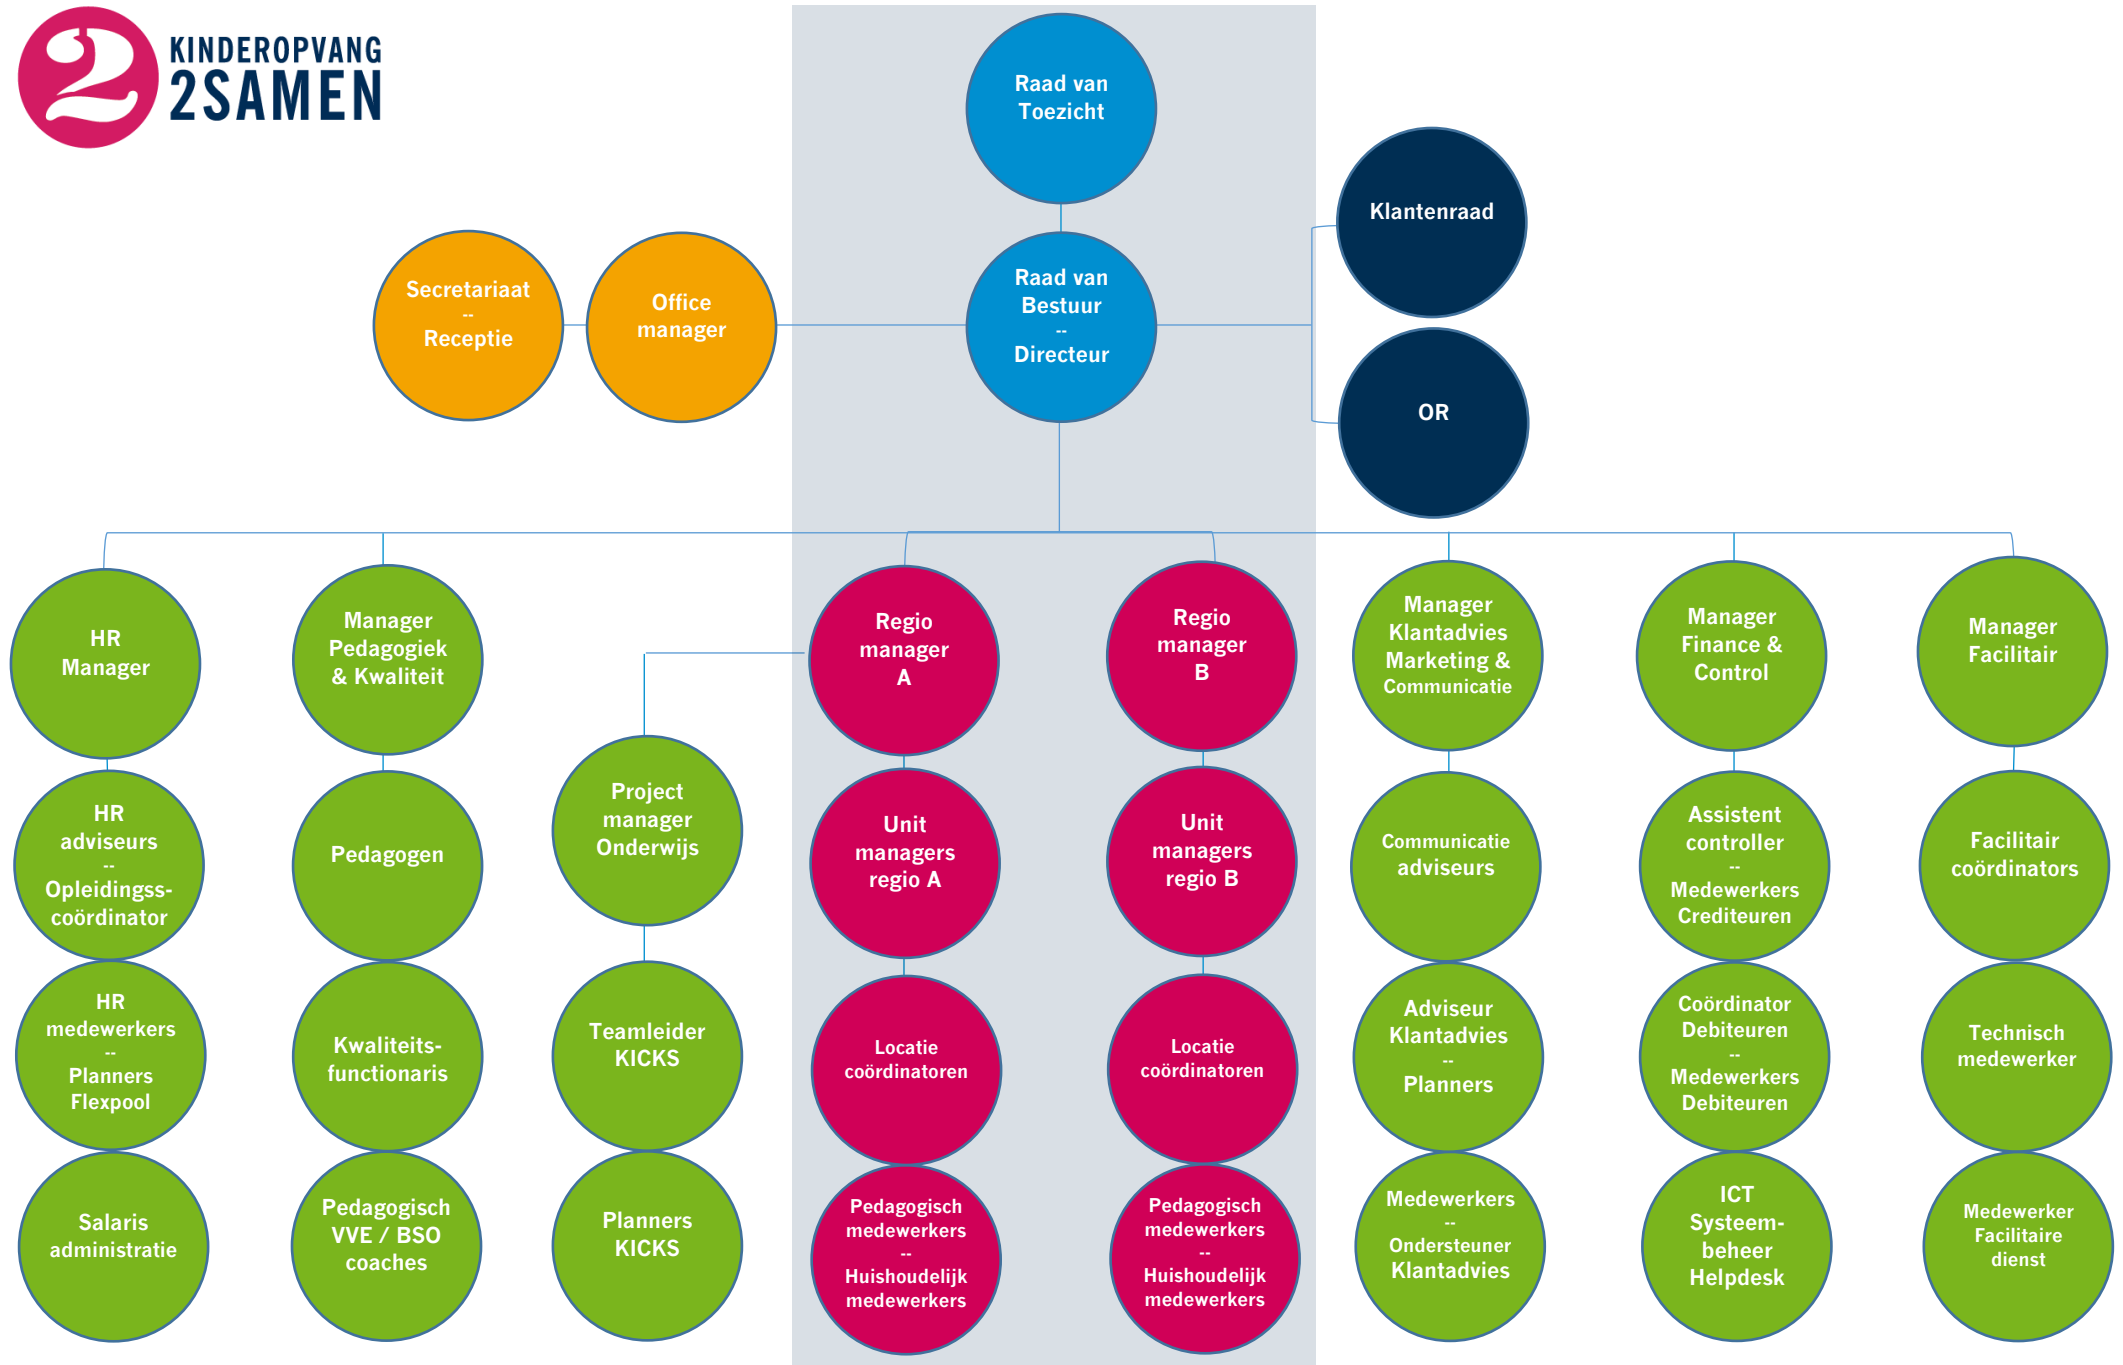 2 KINDEROPVANG
2SAMEN
Raad van
Toezicht
Klantenraad
Secretariaat
--
Receptie
Office
manager
Raad van
Bestuur
--
Directeur
OR
HR
Manager
Manager
Pedagogiek
& Kwaliteit
Regio
manager
A
Regio
manager
B
Manager
Klantadvies
Marketing &
Communicatie
Manager
Finance &
Control
Manager
Facilitair
HR
adviseurs
--
Opleidingss-
coördinator
Pedagogen
Project
manager
Onderwijs
Unit
managers
regio A
Unit
managers
regio B
Communicatie
adviseurs
Assistent
controller
--
Medewerkers
Crediteuren
Facilitair
coördinators
HR
medewerkers
--
Planners
Flexpool
Kwaliteits-
functionaris
Teamleider
KICKS
Locatie
coördinatoren
Locatie
coördinatoren
Adviseur
Klantadvies
--
Planners
Coördinator
Debiteuren
--
Medewerkers
Debiteuren
Technisch
medewerker
Salaris
administratie
Pedagogisch
VVE / BSO
coaches
Planners
KICKS
Pedagogisch
medewerkers
--
Huishoudelijk
medewerkers
Pedagogisch
medewerkers
--
Huishoudelijk
medewerkers
Medewerkers
--
Ondersteuner
Klantadvies
ICT
Systeem-
beheer
Helpdesk
Medewerker
Facilitaire
dienst